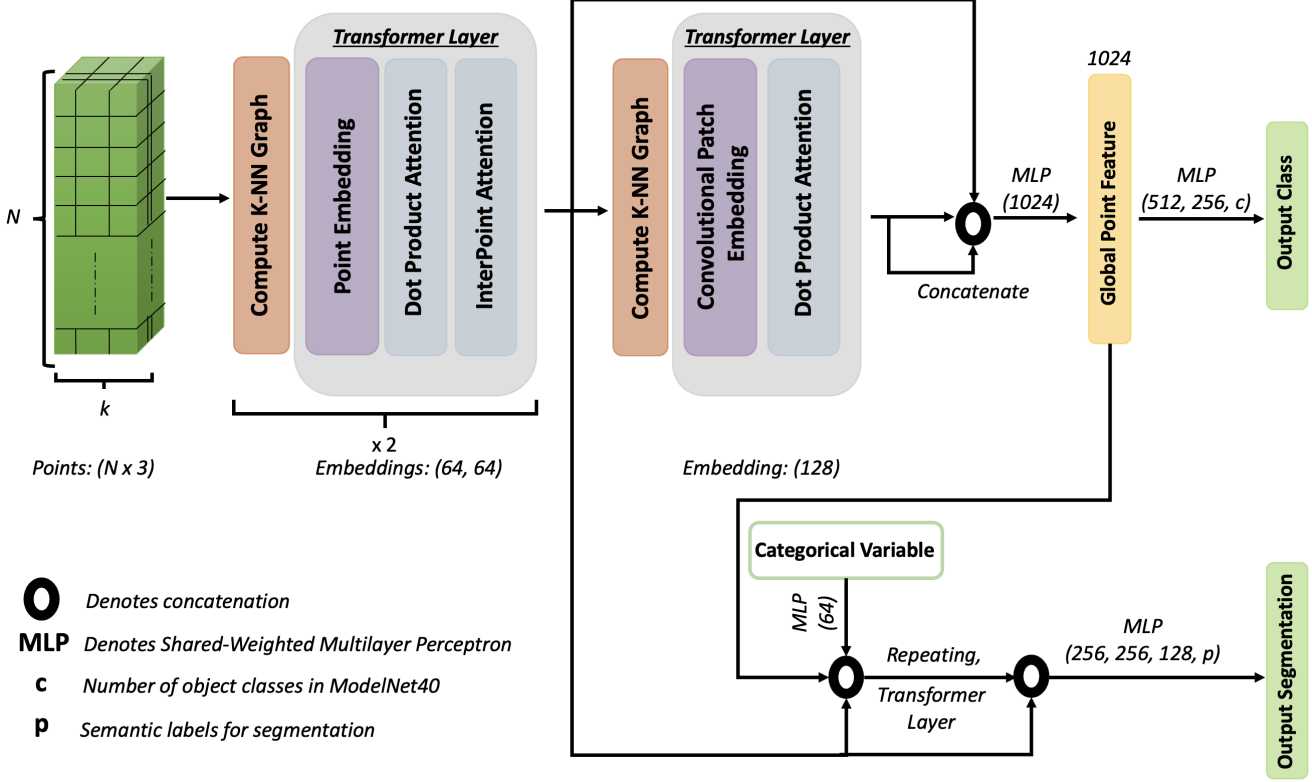 N
k
Points: (N x 3)
Compute K-NN Graph
Transformer Layer
Point Embedding
Dot Product Attention
InterPoint Attention
x 2
Embeddings: (64, 64)
Compute K-NN Graph
Transformer Layer
Convolutional Patch
Embedding
Dot Product Attention
Embedding: (128)
Concatenate
MLP
(1024)
1024
Global Point Feature
MLP
(512, 256, c)
Output Class
Categorical Variable
MLP
(64)
Repeating,
Transformer
Layer
MLP
(256, 256, 128, p)
Output Segmentation
Denotes concatenation
MLP Denotes Shared-Weighted Multilayer Perceptron
c Number of object classes in ModelNet40
p Semantic labels for segmentation